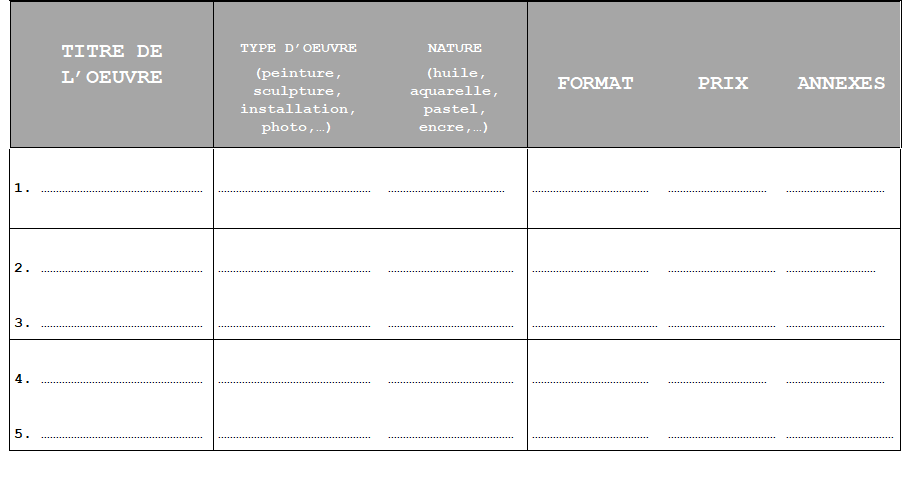 TITRE DE
L'OEUVRE
TYPE D'OEUVRE
(peinture,
sculpture,
installation,
photo,…)
NATURE
(huile,
aquarelle,
pastel,
encre,…)
FORMAT
PRIX
ANNEXES
1.
2.
3.
4.
5.